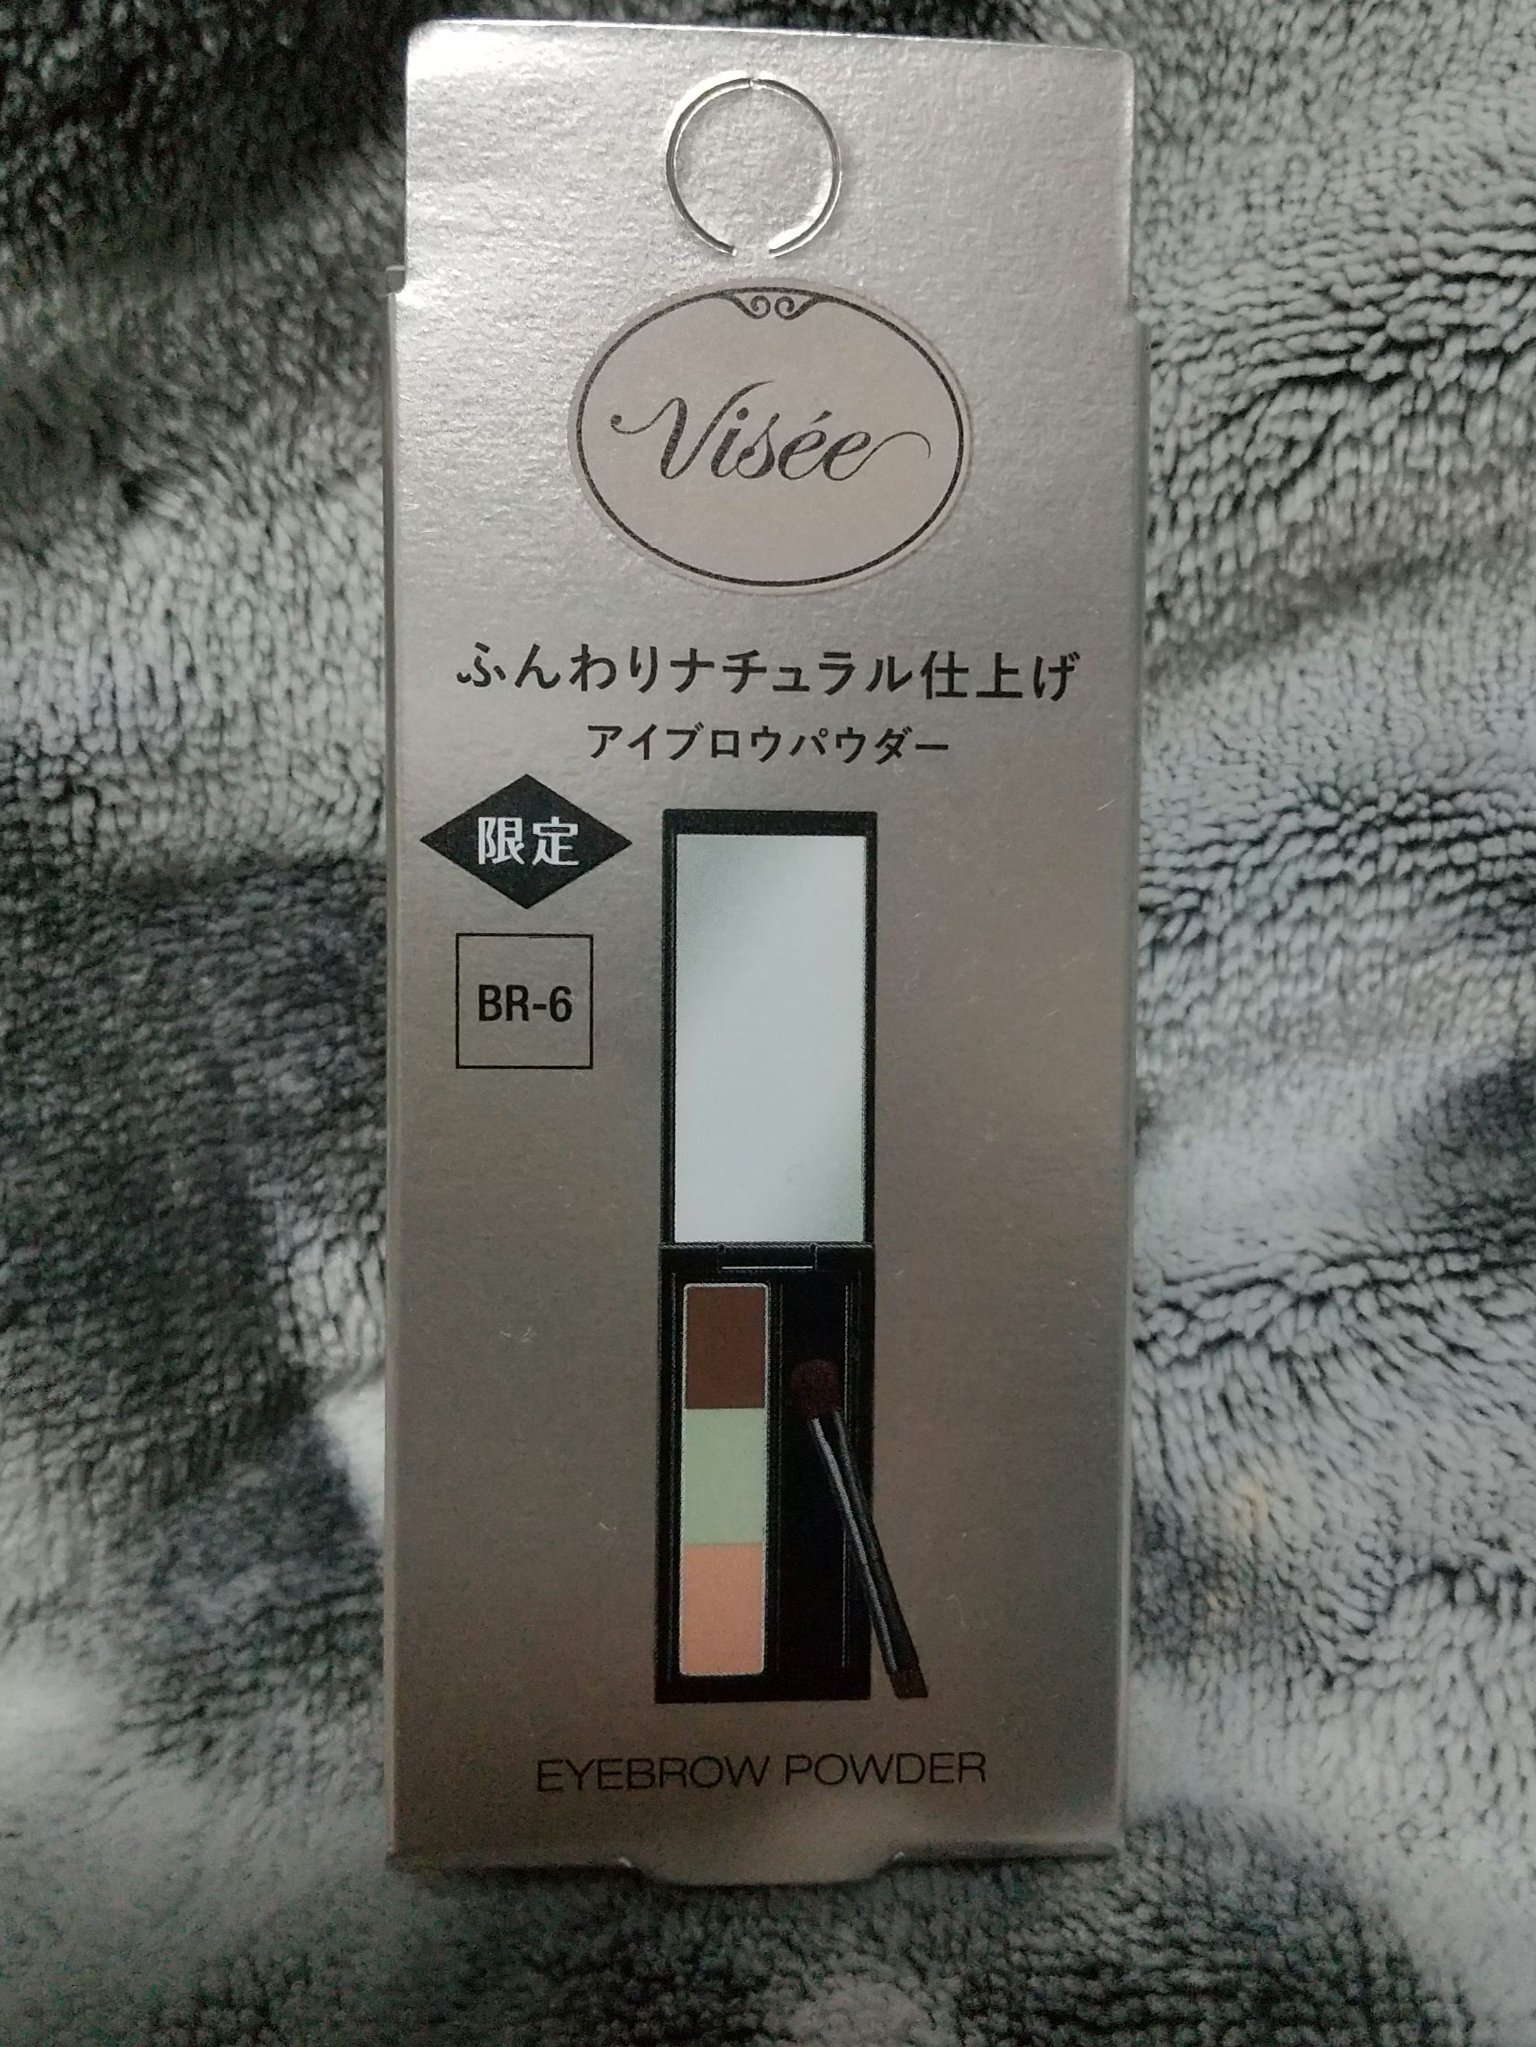 Visée
ふんわりナチュラル仕上げ
アイブロウパウダー
限定
BR-6
EYEBROW POWDER